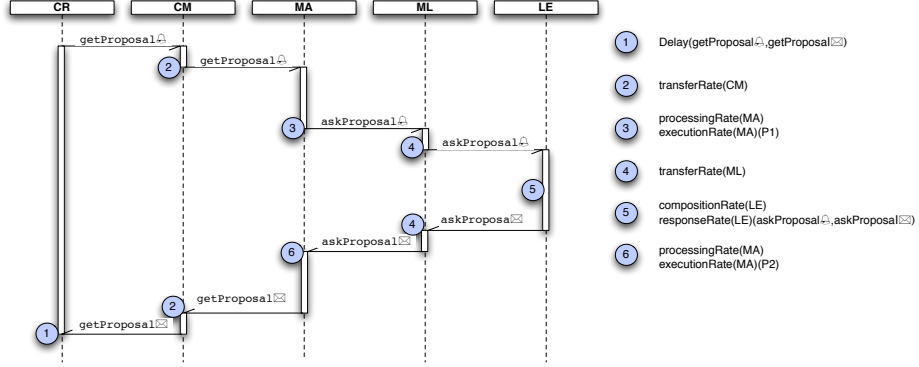 CR CM MA ML LE
getProposal🔔
getProposal🔔
2
askProposal🔔
3
askProposal🔔
4
5
askProposa✉
4
askProposal✉
6
getProposal✉
2
getProposal✉
1
1 Delay(getProposal🔔,getProposal✉)
2 transferRate(CM)
3 processingRate(MA)
executionRate(MA)(P1)
4 transferRate(ML)
5 compositionRate(LE)
responseRate(LE)(askProposal🔔,askProposal✉)
6 processingRate(MA)
executionRate(MA)(P2)